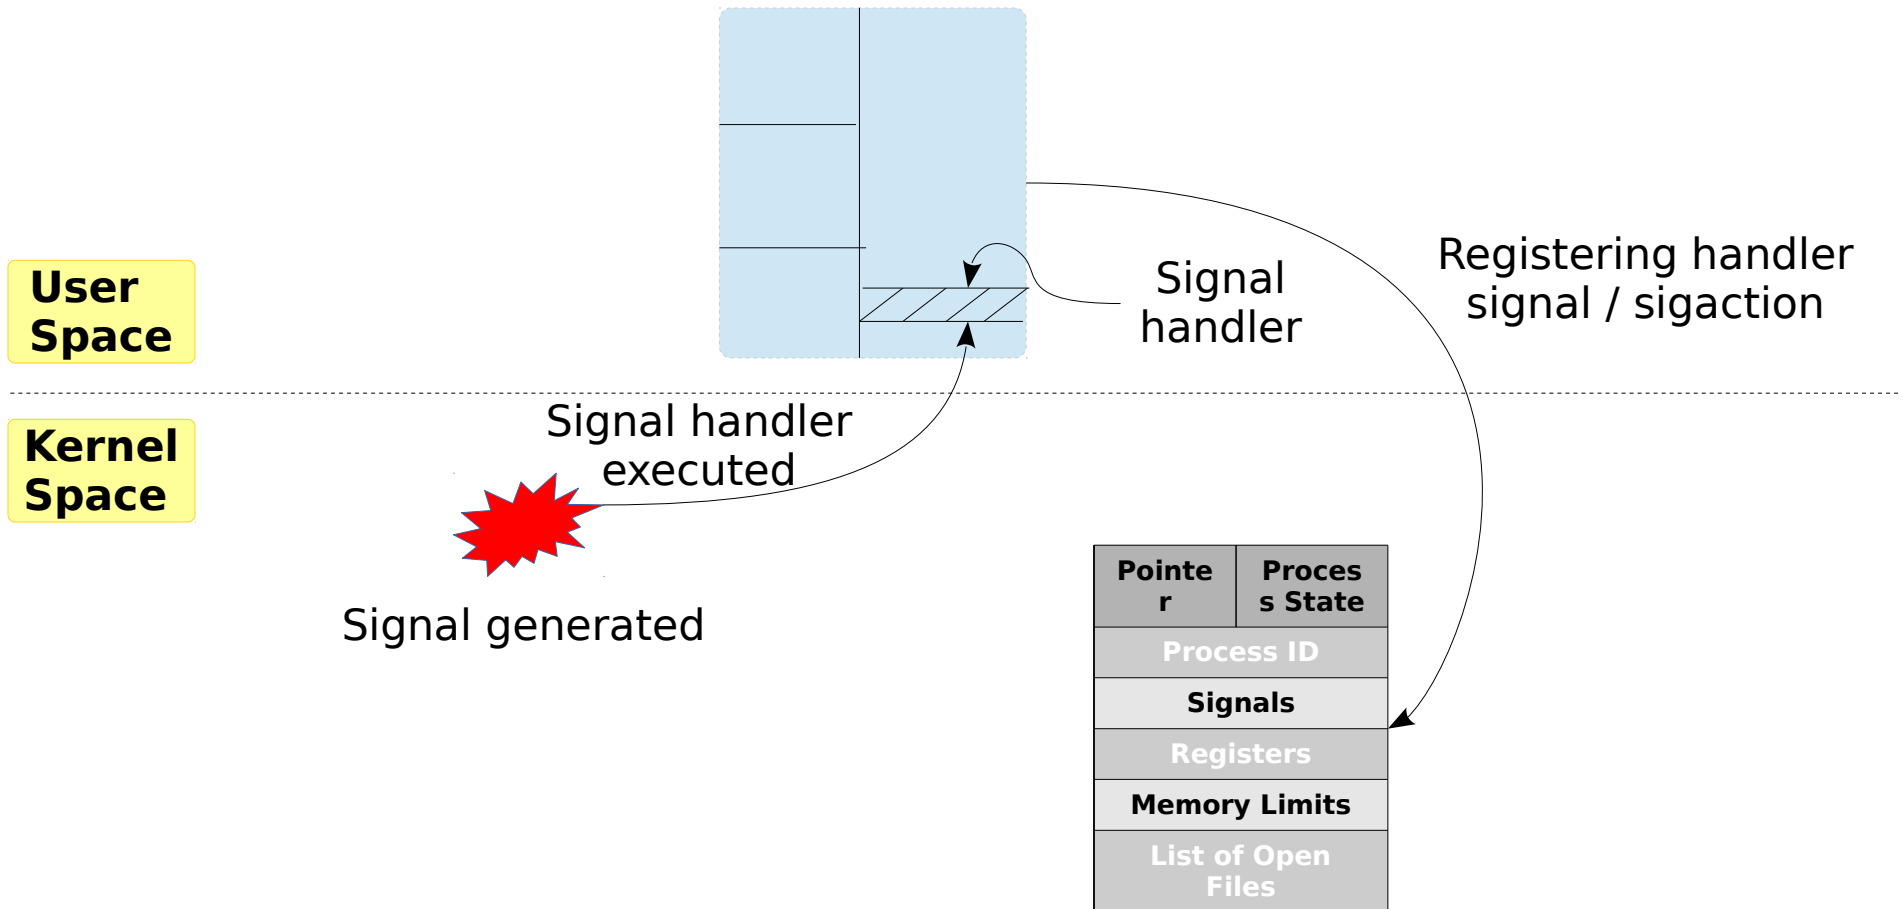 Registering handler
signal / sigaction
Signal
handler
User
Space
Signal handler
executed
Kernel
Space
Signal generated
Pointe
r
Proces
s State
Process ID
Signals
Registers
Memory Limits
List of Open
Files